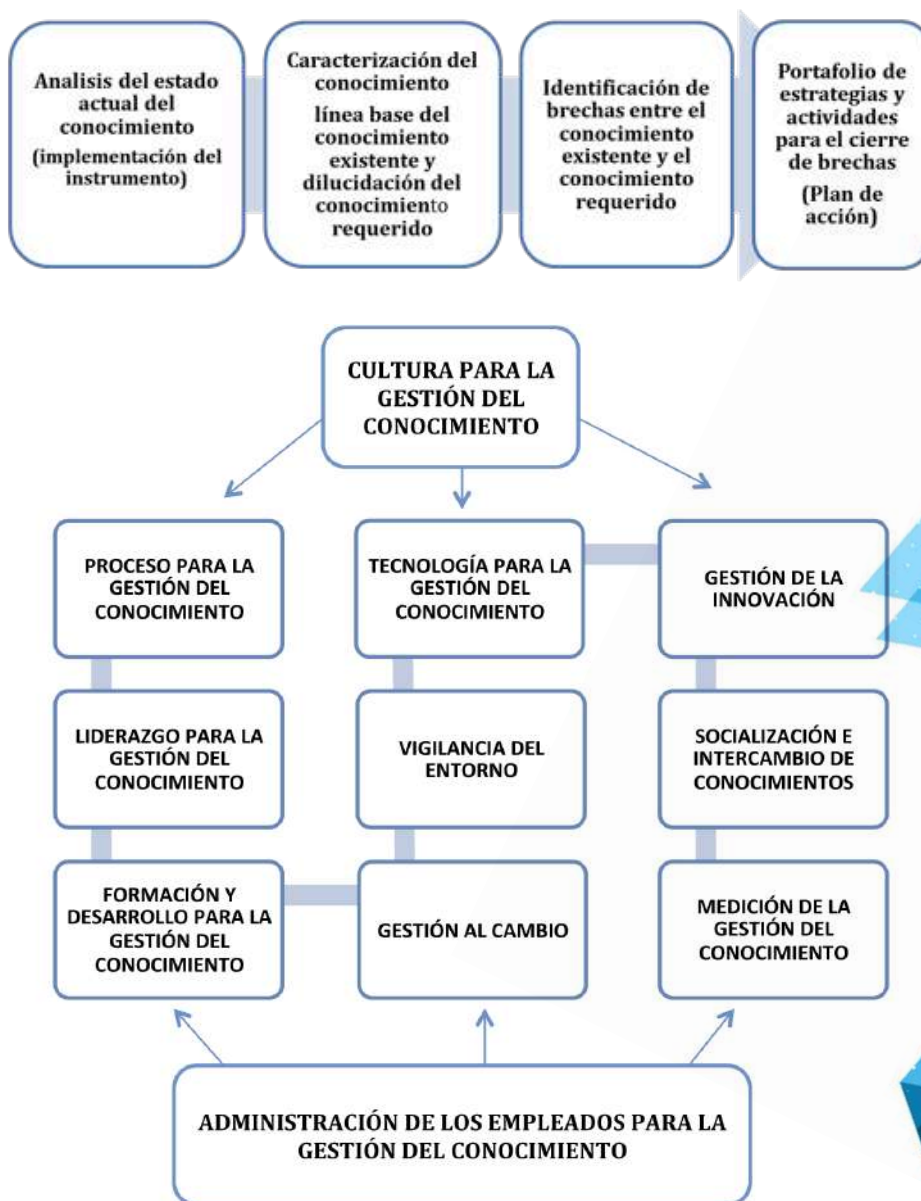 Analisis del estado
actual del
conocimiento
(implementación del
instrumento)
Caracterización del
conocimiento
línea base del
conocimiento
existente y
dilucidación del
conocimiento
requerido
Identificación de
brechas entre el
conocimiento
existente y el
conocimiento
requerido
Portafolio de
estrategias y
actividades
para el cierre
de brechas
(Plan de
acción)
CULTURA PARA LA
GESTIÓN DEL
CONOCIMIENTO
PROCESO PARA LA
GESTIÓN DEL
CONOCIMIENTO
TECNOLOGÍA PARA LA
GESTIÓN DEL
CONOCIMIENTO
GESTIÓN DE LA
INNOVACIÓN
LIDERAZGO PARA LA
GESTIÓN DEL
CONOCIMIENTO
VIGILANCIA DEL
ENTORNO
SOCIALIZACIÓN E
INTERCAMBIO DE
CONOCIMIENTOS
FORMACIÓN Y
DESARROLLO PARA LA
GESTIÓN DEL
CONOCIMIENTO
GESTIÓN AL CAMBIO
MEDICIÓN DE LA
GESTIÓN DEL
CONOCIMIENTO
ADMINISTRACIÓN DE LOS EMPLEADOS PARA LA
GESTIÓN DEL CONOCIMIENTO